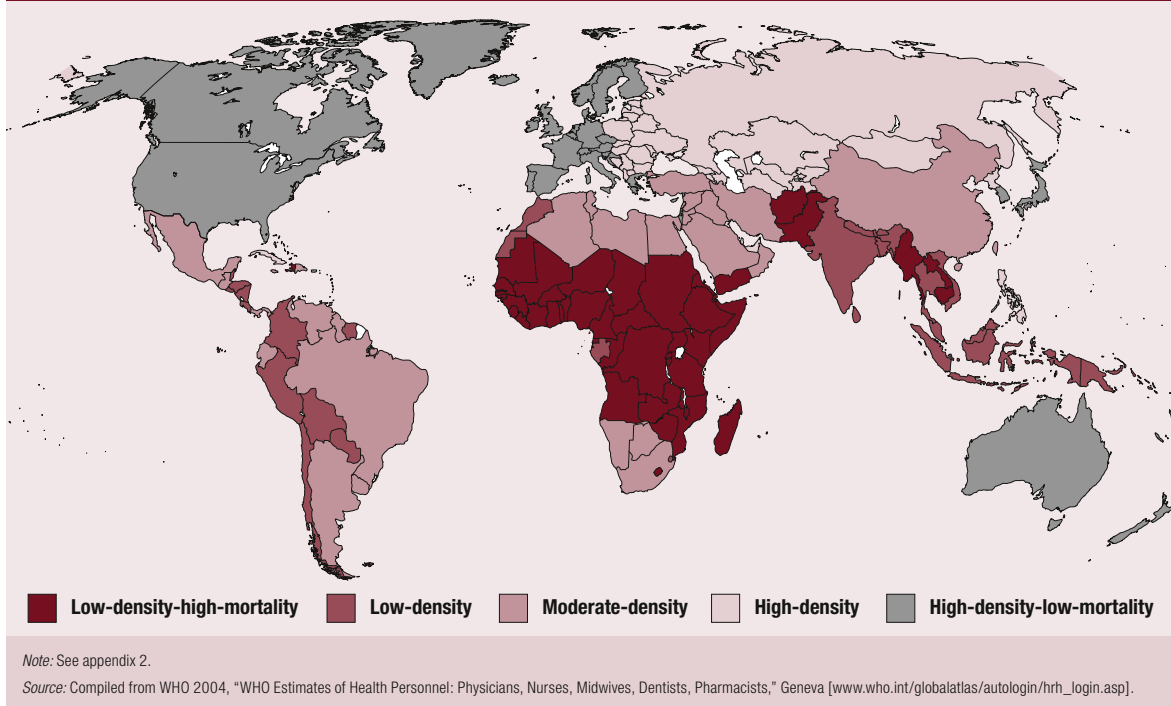 Low-density-high-mortality Low-density Moderate-density High-density High-density-low-mortality
Note: See appendix 2.
Source: Compiled from WHO 2004, “WHO Estimates of Health Personnel: Physicians, Nurses, Midwives, Dentists, Pharmacists,” Geneva [www.who.int/globalatlas/autologin/hrh_login.asp].